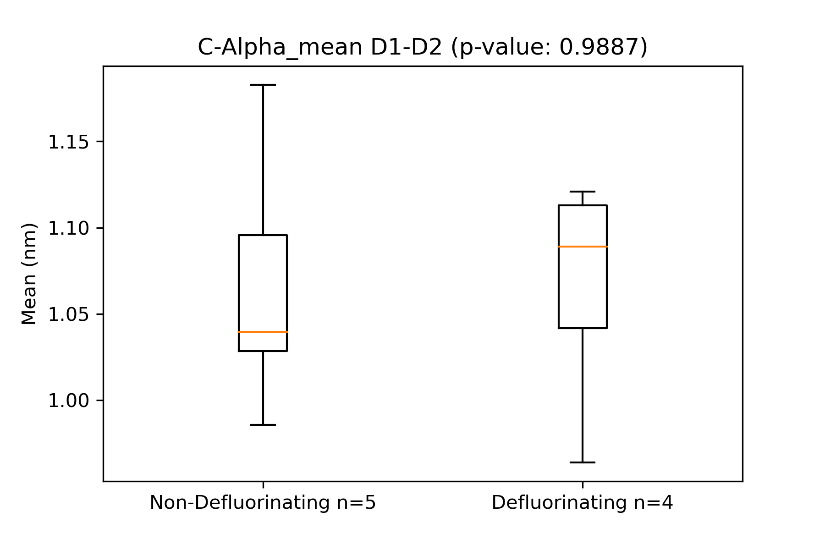 C-Alpha_mean D1-D2 (p-value: 0.9887)
Mean (nm)
1.15
1.10
1.05
1.00
Non-Defluorinating n=5
Defluorinating n=4